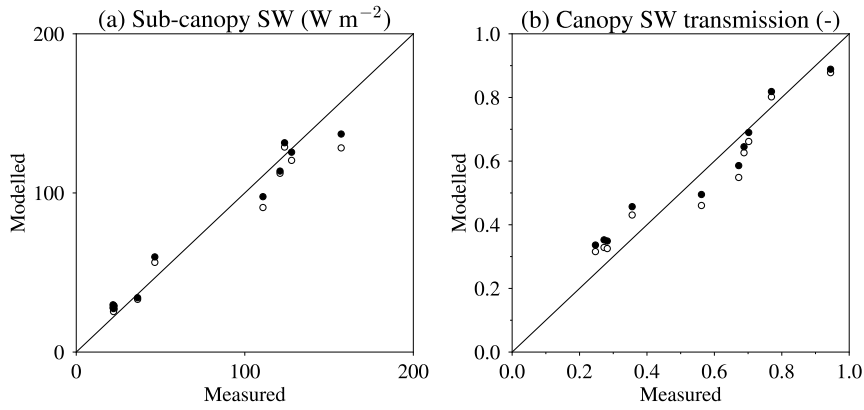 (a) Sub-canopy SW (W m⁻²)
200
100
0
Modelled
0 100 200
Measured
(b) Canopy SW transmission (-)
1.0
0.8
0.6
0.4
0.2
0.0
Modelled
0.0 0.2 0.4 0.6 0.8 1.0
Measured